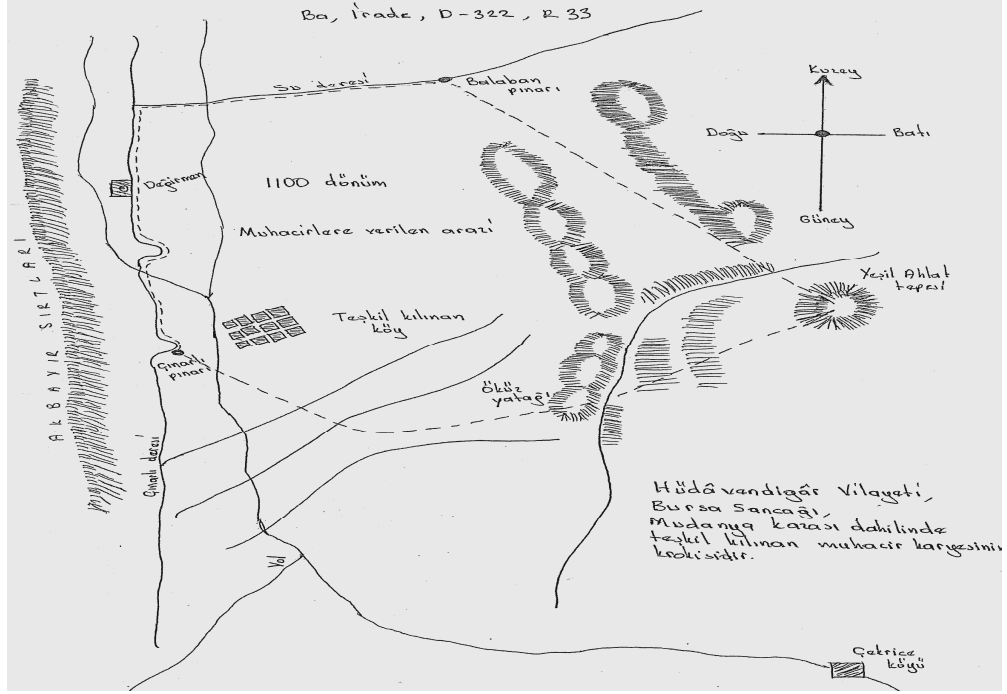 Ba, İrade, D-322, R 33
Kuzey
Su deresi
Balaban
pınarı
Doğu
Batı
Değirmen
1100 dönüm
Güney
Muhacirlere verilen arazi
AKBAYIR SIRTLARI
Yeşil Ahlat
tepesi
Teşkil kılınan
köy
Çınarlı
pınarı
Öküz
yatağı
Çınarlı deresi
Hüdâvendigâr Vilayeti,
Bursa Sancağı,
Mudanya kazası dahilinde
teşkil kılınan muhacir karyesinin
krokisidir.
Yol
Çekrice
köyü